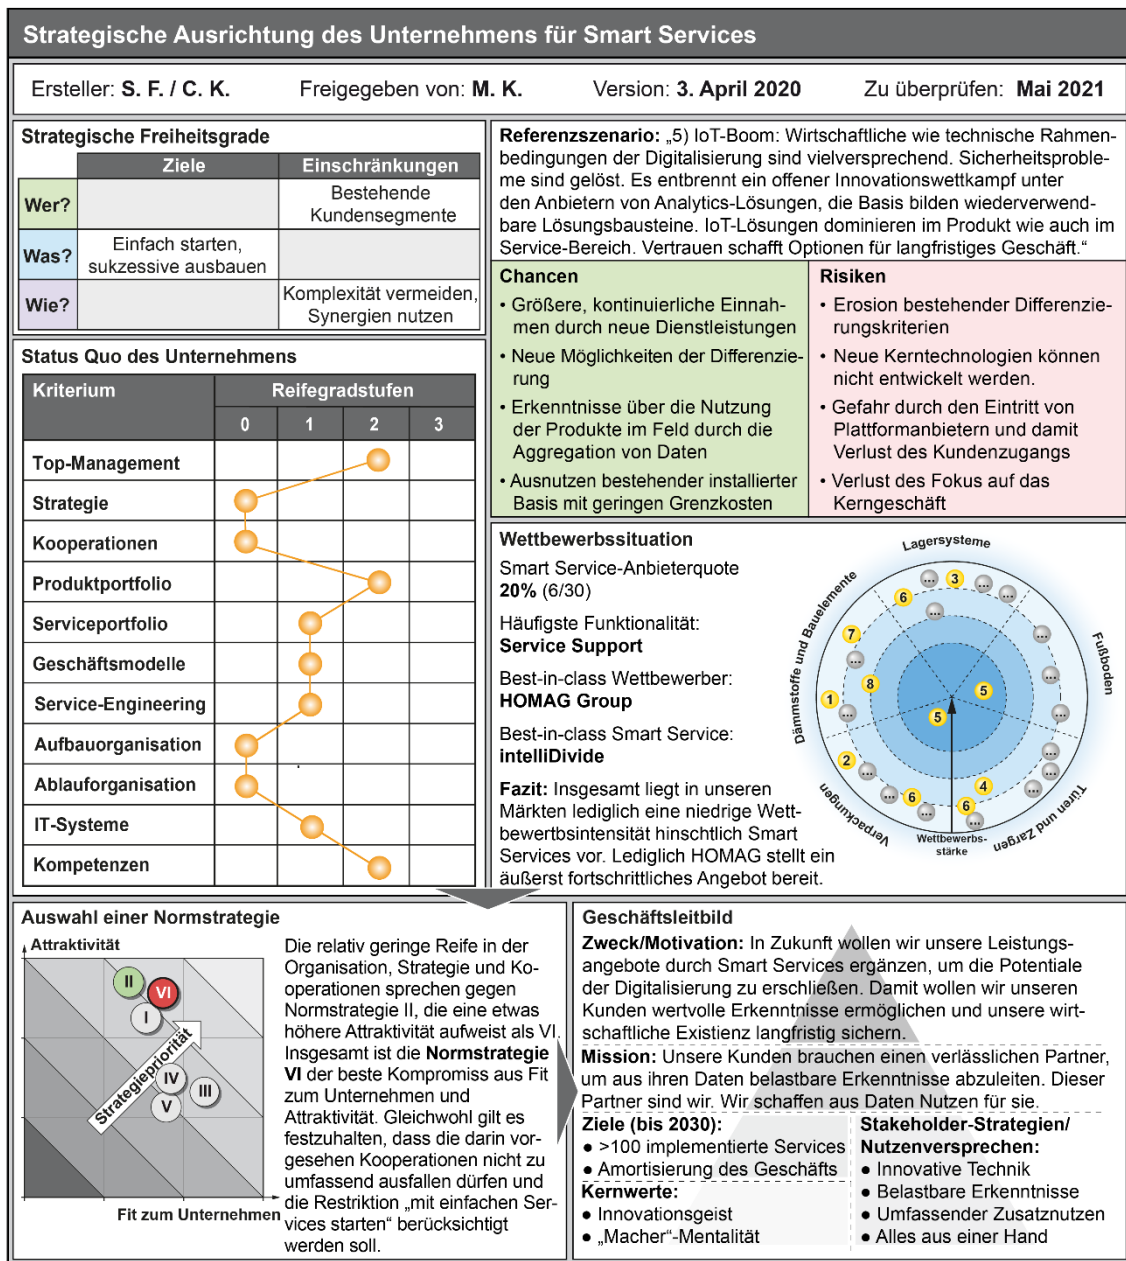 Strategische Ausrichtung des Unternehmens für Smart Services
Ersteller: S. F. / C. K. Freigegeben von: M. K. Version: 3. April 2020 Zu überprüfen: Mai 2021
Strategische Freiheitsgrade
Ziele Einschränkungen
Wer? Bestehende
Kundensegmente
Was? Einfach starten,
sukzessive ausbauen
Wie? Komplexität vermeiden,
Synergien nutzen
Referenzszenario: „5) IoT-Boom: Wirtschaftliche wie technische Rahmen-
bedingungen der Digitalisierung sind vielversprechend. Sicherheitsproble-
me sind gelöst. Es entbrennt ein offener Innovationswettkampf unter
den Anbietern von Analytics-Lösungen, die Basis bilden wiederverwend-
bare Lösungsbausteine. IoT-Lösungen dominieren im Produkt wie auch im
Service-Bereich. Vertrauen schafft Optionen für langfristiges Geschäft.“
Chancen
• Größere, kontinuierliche Einnah-
men durch neue Dienstleistungen
• Neue Möglichkeiten der Differenzie-
rung
• Erkenntnisse über die Nutzung
der Produkte im Feld durch die
Aggregation von Daten
• Ausnutzen bestehender installierter
Basis mit geringen Grenzkosten
Risiken
• Erosion bestehender Differenzie-
rungskriterien
• Neue Kerntechnologien können
nicht entwickelt werden.
• Gefahr durch den Eintritt von
Plattformanbietern und damit
Verlust des Kundenzugangs
• Verlust des Fokus auf das
Kerngeschäft
Status Quo des Unternehmens
Kriterium Reifegradstufen
0 1 2 3
Top-Management
Strategie
Kooperationen
Produktportfolio
Serviceportfolio
Geschäftsmodelle
Service-Engineering
Aufbauorganisation
Ablauforganisation
IT-Systeme
Kompetenzen
Wettbewerbssituation
Smart Service-Anbieterquote
20% (6/30)
Häufigste Funktionalität:
Service Support
Best-in-class Wettbewerber:
HOMAG Group
Best-in-class Smart Service:
intelliDivide
Fazit: Insgesamt liegt in unseren
Märkten lediglich eine niedrige Wett-
bewerbsintensität hinsichtlich Smart
Services vor. Lediglich HOMAG stellt ein
äußerst fortschrittliches Angebot bereit.
Lagersysteme
Fußboden
Türen und Zargen
Verpackungen
Dämmstoffe und Bauelemente
... 3 ...
6 ... ...
7 ...
... ...
8 5
1 ... 5 ...
2 ...
... 4 ...
... 6 6
... ...
Wettbewerbs-
stärke
Auswahl einer Normstrategie
Attraktivität
II
VI
I
IV
III
V
Strategiepriorität
Fit zum Unternehmen
Die relativ geringe Reife in der
Organisation, Strategie und Ko-
operationen sprechen gegen
Normstrategie II, die eine etwas
höhere Attraktivität aufweist als VI.
Insgesamt ist die Normstrategie
VI der beste Kompromiss aus Fit
zum Unternehmen und
Attraktivität. Gleichwohl gilt es
festzuhalten, dass die darin vor-
gesehen Kooperationen nicht zu
umfassend ausfallen dürfen und
die Restriktion „mit einfachen Ser-
vices starten“ berücksichtigt
werden soll.
Geschäftsleitbild
Zweck/Motivation: In Zukunft wollen wir unsere Leistungs-
angebote durch Smart Services ergänzen, um die Potentiale
der Digitalisierung zu erschließen. Damit wollen wir unseren
Kunden wertvolle Erkenntnisse ermöglichen und unsere wirt-
schaftliche Existenz langfristig sichern.
Mission: Unsere Kunden brauchen einen verlässlichen Partner,
um aus ihren Daten belastbare Erkenntnisse abzuleiten. Dieser
Partner sind wir. Wir schaffen aus Daten Nutzen für sie.
Ziele (bis 2030):
● >100 implementierte Services
● Amortisierung des Geschäfts
Kernwerte:
● Innovationsgeist
● „Macher“-Mentalität
Stakeholder-Strategien/
Nutzenversprechen:
● Innovative Technik
● Belastbare Erkenntnisse
● Umfassender Zusatznutzen
● Alles aus einer Hand